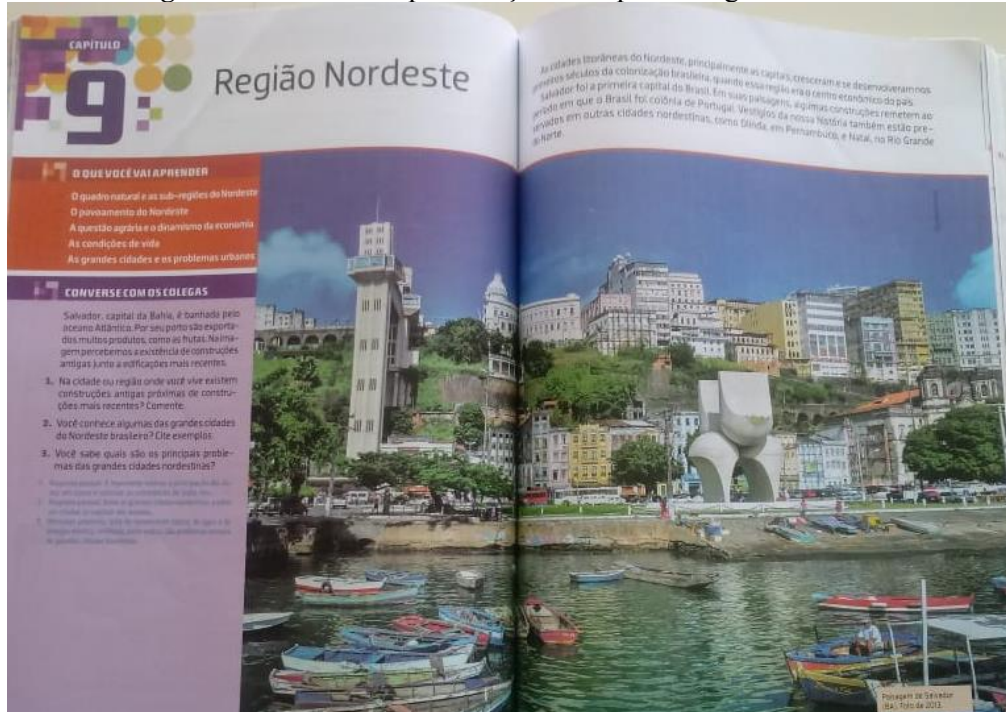 CAPÍTULO
9
Região Nordeste
O QUE VOCÊ VAI APRENDER
O quadro natural e as sub-regiões do Nordeste
O povoamento do Nordeste
A questão agrária e o dinamismo da economia
As condições de vida
As grandes cidades e os problemas urbanos
CONVERSE COM OS COLEGAS
Salvador, capital da Bahia, é banhada pelo
oceano Atlântico. Por seu porto são exporta-
dos muitos produtos, como as frutas. Na ima-
gem percebemos a existência de construções
antigas junto a edificações mais recentes.
1. Na cidade ou região onde você vive existem
construções antigas próximas de constru-
ções mais recentes? Comente.
2. Você conhece algumas das grandes cidades
do Nordeste brasileiro? Cite exemplos.
3. Você sabe quais são os principais proble-
mas das grandes cidades nordestinas?
As cidades litorâneas do Nordeste, principalmente as capitais, cresceram e se desenvolveram nos
primeiros séculos da colonização brasileira, quando essa região era o centro econômico do país.
Salvador foi a primeira capital do Brasil. Em suas paisagens, algumas construções remetem ao
período em que o Brasil foi colônia de Portugal. Vestígios da nossa história também estão pre-
servados em outras cidades nordestinas, como Olinda, em Pernambuco, e Natal, no Rio Grande
do Norte.
Paisagem de Salvador
(BA). Foto de 2013.